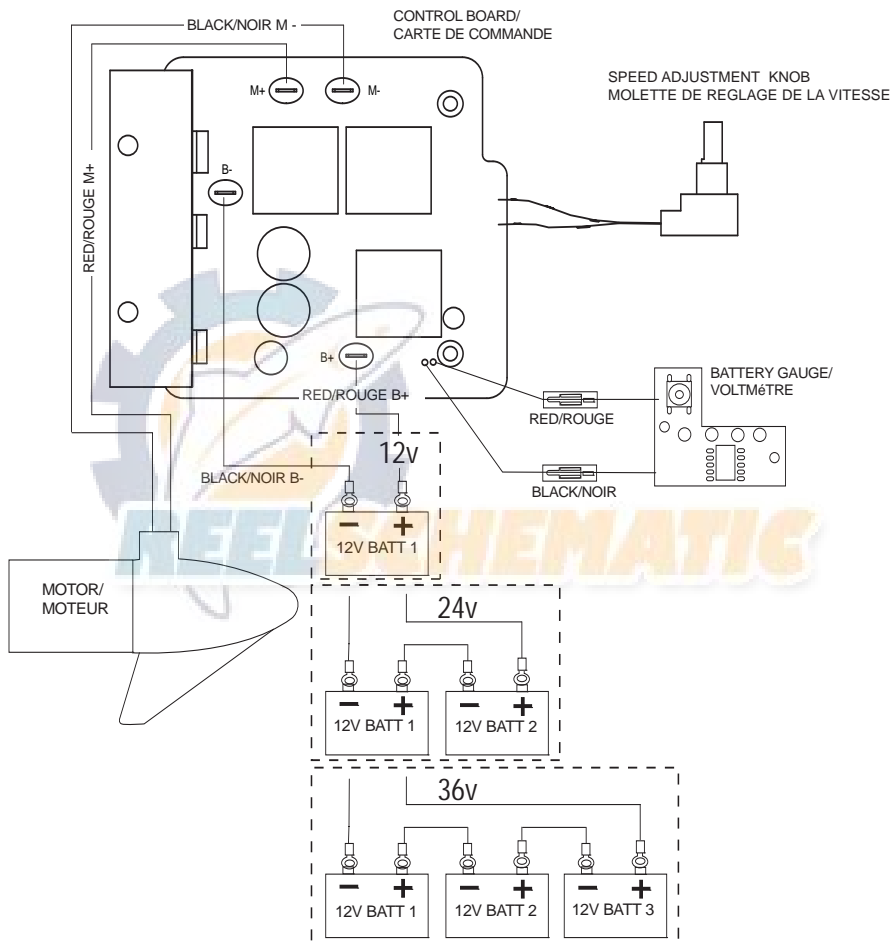 BLACK/NOIR M -
CONTROL BOARD/
CARTE DE COMMANDE
SPEED ADJUSTMENT KNOB
MOLETTE DE REGLAGE DE LA VITESSE
M+
M-
RED/ROUGE M+
B-
B+
RED/ROUGE B+
BATTERY GAUGE/
VOLTMéTRE
RED/ROUGE
BLACK/NOIR
12v
BLACK/NOIR B-
- +
12V BATT 1
REELSCHEMATIC
MOTOR/
MOTEUR
24v
- + - +
12V BATT 1 12V BATT 2
36v
- + - + - +
12V BATT 1 12V BATT 2 12V BATT 3